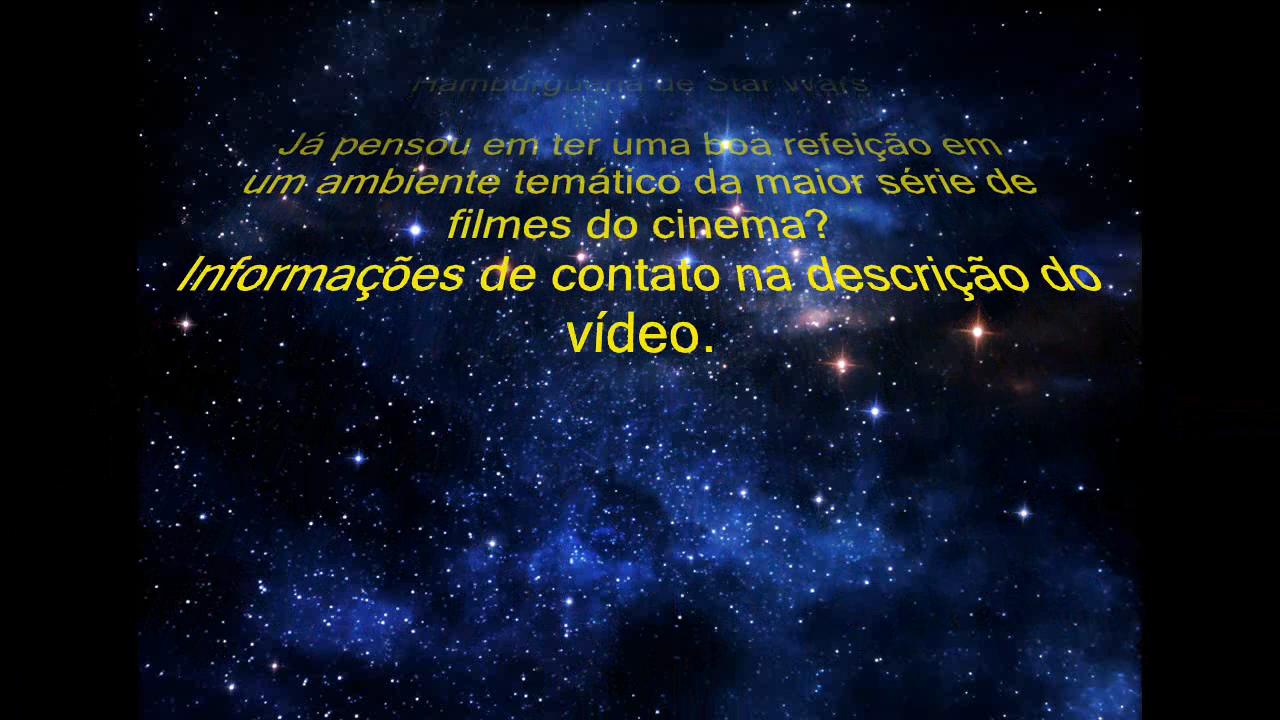 Hamburgueria de Star Wars
Já pensou em ter uma boa refeição em
um ambiente temático da maior série de
filmes do cinema?
Informações de contato na descrição do
vídeo.